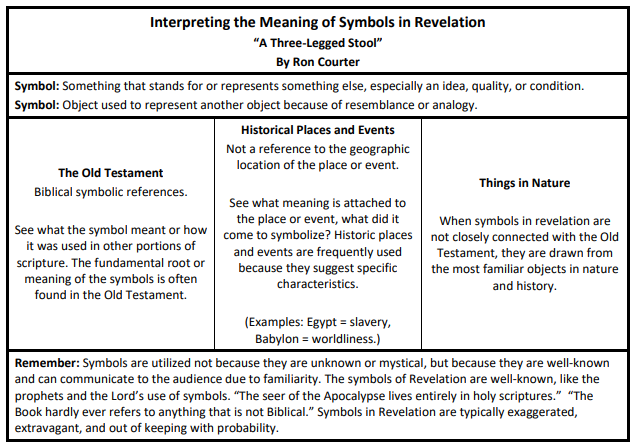 Interpreting the Meaning of Symbols in Revelation
“A Three-Legged Stool”
By Ron Courter
Symbol: Something that stands for or represents something else, especially an idea, quality, or condition.
Symbol: Object used to represent another object because of resemblance or analogy.
The Old Testament
Biblical symbolic references.
See what the symbol meant or how
it was used in other portions of
scripture. The fundamental root or
meaning of the symbols is often
found in the Old Testament.
Historical Places and Events
Not a reference to the geographic
location of the place or event.
See what meaning is attached to
the place or event, what did it
come to symbolize? Historic places
and events are frequently used
because they suggest specific
characteristics.
(Examples: Egypt = slavery,
Babylon = worldliness.)
Things in Nature
When symbols in revelation are
not closely connected with the Old
Testament, they are drawn from
the most familiar objects in nature
and history.
Remember: Symbols are utilized not because they are unknown or mystical, but because they are well-known
and can communicate to the audience due to familiarity. The symbols of Revelation are well-known, like the
prophets and the Lord’s use of symbols. “The seer of the Apocalypse lives entirely in holy scriptures.” “The
Book hardly ever refers to anything that is not Biblical.” Symbols in Revelation are typically exaggerated,
extravagant, and out of keeping with probability.